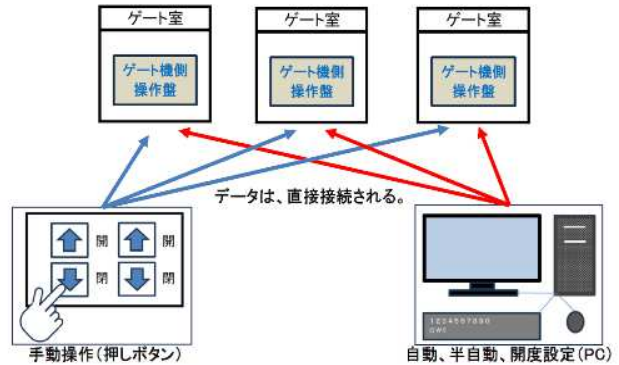 ゲート室
ゲート室
ゲート室
ゲート機側
操作盤
ゲート機側
操作盤
ゲート機側
操作盤
データは、直接接続される。
開
開
閉
閉
1234567890
QWE
手動操作(押しボタン)
自動、半自動、開度設定(PC)